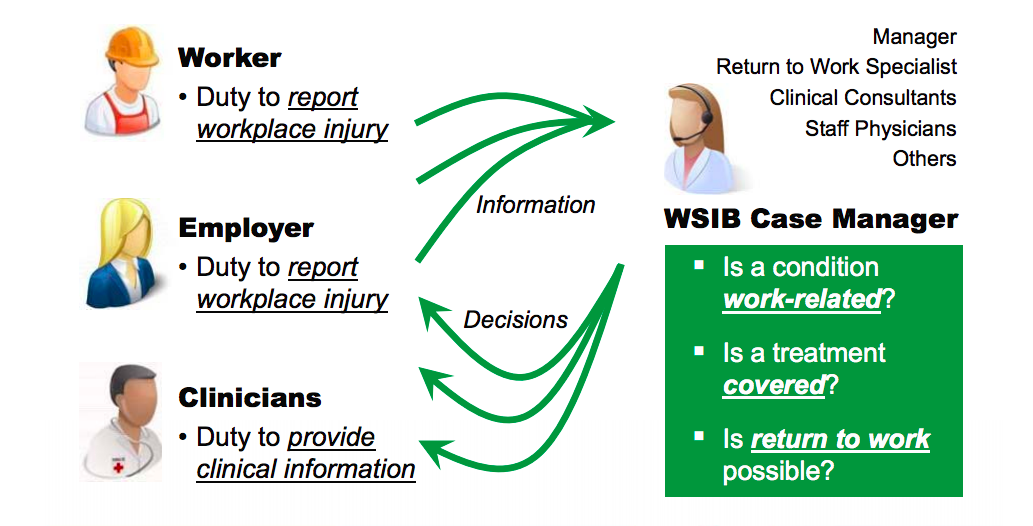 Worker
• Duty to report
workplace injury
Employer
• Duty to report
workplace injury
Clinicians
• Duty to provide
clinical information
Information
Decisions
Manager
Return to Work Specialist
Clinical Consultants
Staff Physicians
Others
WSIB Case Manager
▪ Is a condition
work-related?
▪ Is a treatment
covered?
▪ Is return to work
possible?